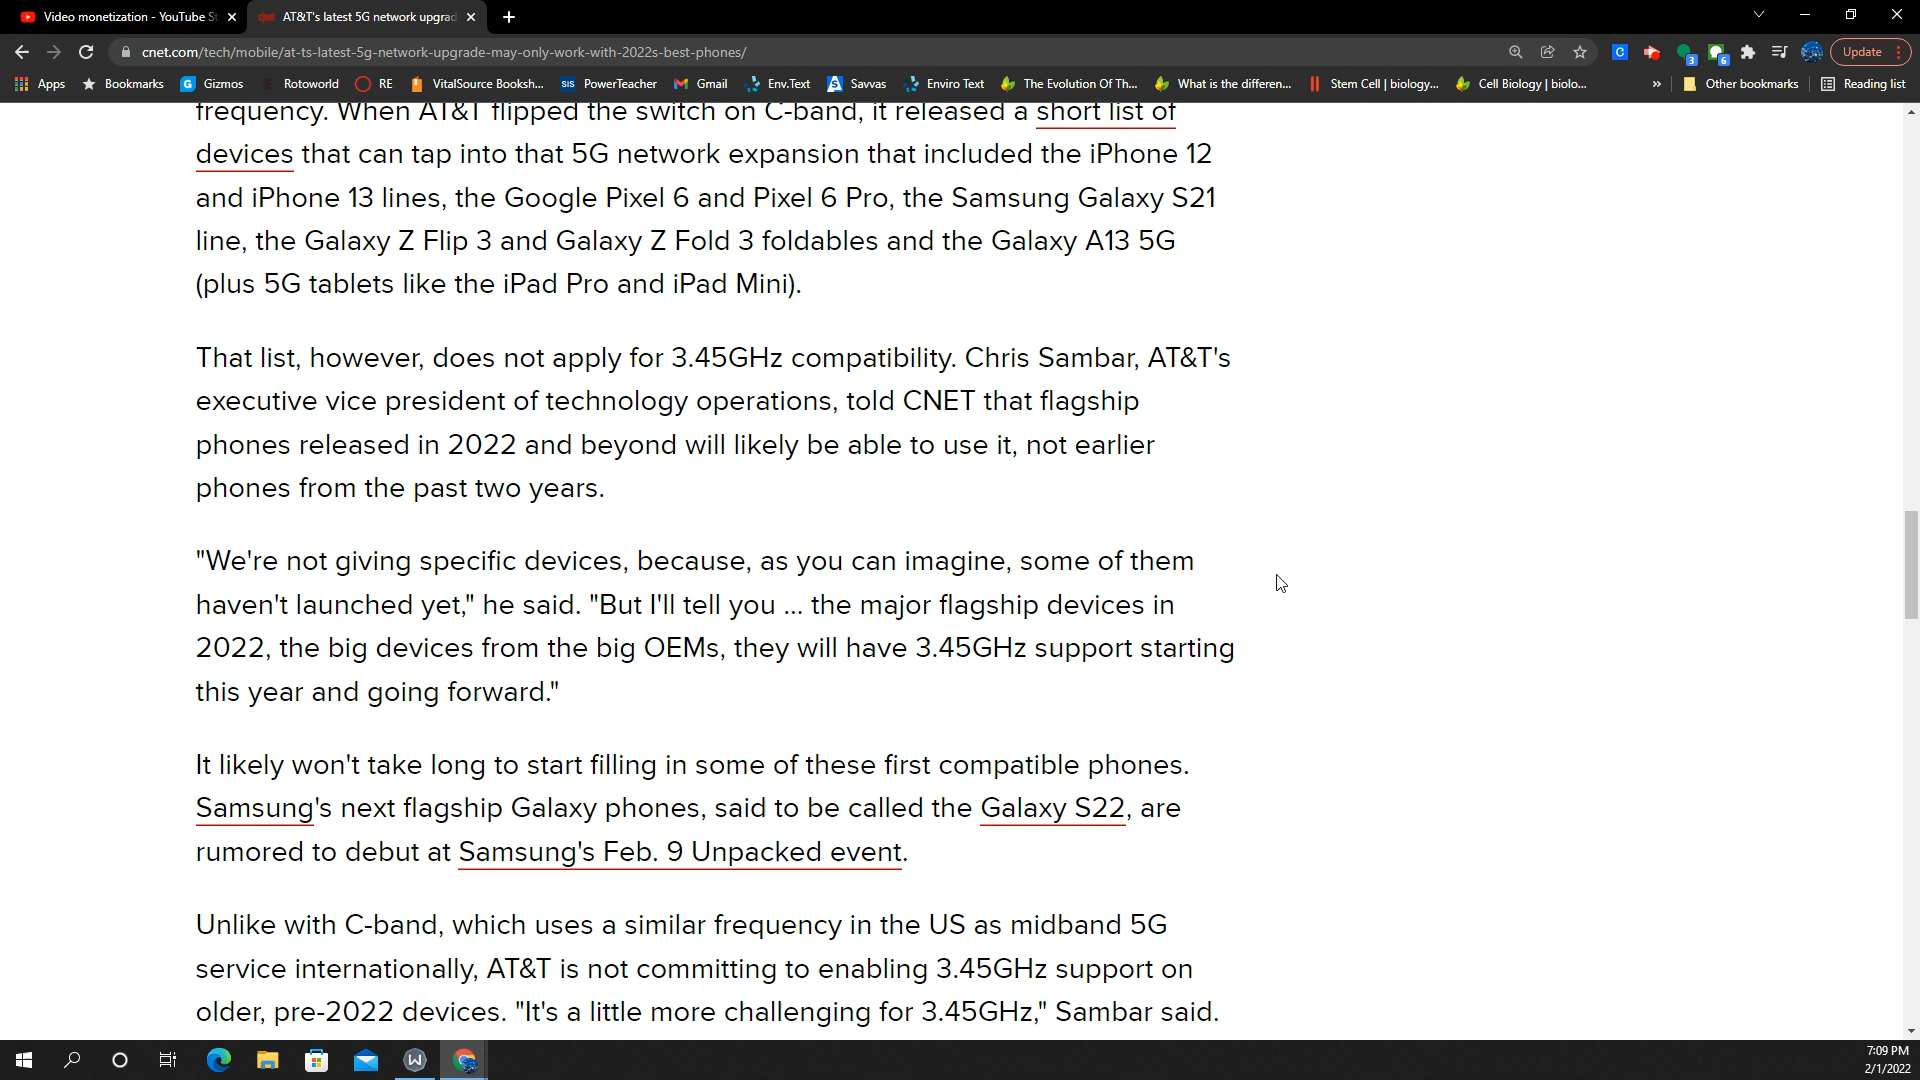 Video monetization - YouTube St
AT&T's latest 5G network upgrad
cnet.com/tech/mobile/at-ts-latest-5g-network-upgrade-may-only-work-with-2022s-best-phones/
3
6
Update
Apps
Bookmarks
Gizmos
Rotoworld
RE
VitalSource Booksh...
SIS PowerTeacher
Gmail
Env.Text
Savvas
Enviro Text
The Evolution Of Th...
What is the differen...
Stem Cell | biology...
Cell Biology | biolo...
»
Other bookmarks
Reading list
frequency. When AT&T flipped the switch on C-band, it released a short list of
devices that can tap into that 5G network expansion that included the iPhone 12
and iPhone 13 lines, the Google Pixel 6 and Pixel 6 Pro, the Samsung Galaxy S21
line, the Galaxy Z Flip 3 and Galaxy Z Fold 3 foldables and the Galaxy A13 5G
(plus 5G tablets like the iPad Pro and iPad Mini).
That list, however, does not apply for 3.45GHz compatibility. Chris Sambar, AT&T's
executive vice president of technology operations, told CNET that flagship
phones released in 2022 and beyond will likely be able to use it, not earlier
phones from the past two years.
"We're not giving specific devices, because, as you can imagine, some of them
haven't launched yet," he said. "But I'll tell you ... the major flagship devices in
2022, the big devices from the big OEMs, they will have 3.45GHz support starting
this year and going forward."
It likely won't take long to start filling in some of these first compatible phones.
Samsung's next flagship Galaxy phones, said to be called the Galaxy S22, are
rumored to debut at Samsung's Feb. 9 Unpacked event.
Unlike with C-band, which uses a similar frequency in the US as midband 5G
service internationally, AT&T is not committing to enabling 3.45GHz support on
older, pre-2022 devices. "It's a little more challenging for 3.45GHz," Sambar said.
7:09 PM
2/1/2022